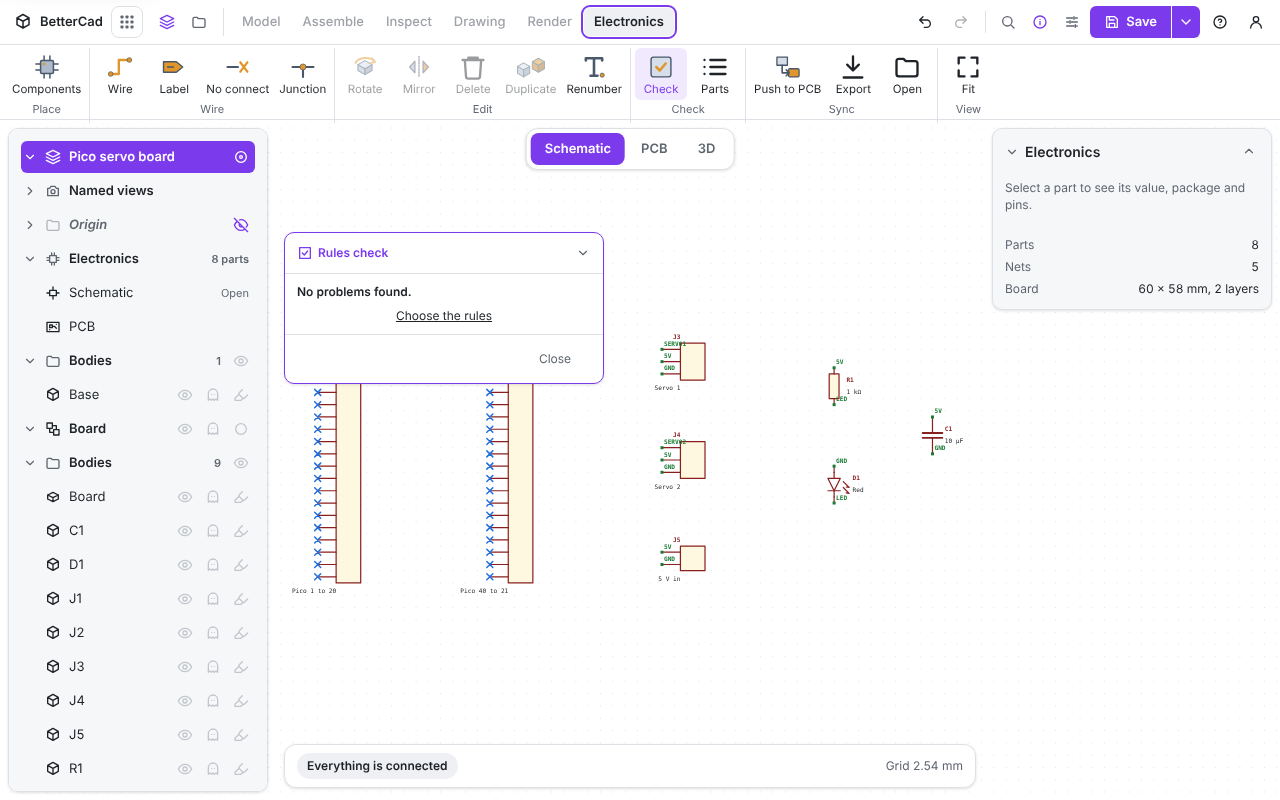 BetterCad
Model Assemble Inspect Drawing Render Electronics
Save
Components Wire Label No connect Junction Rotate Mirror Delete Duplicate Renumber Check Parts Push to PCB Export Open Fit
Place Wire Edit Check Sync View
Pico servo board
Named views
Origin
Electronics 8 parts
Schematic Open
PCB
Bodies 1
Base
Board
Bodies 9
Board
C1
D1
J1
J2
J3
J4
J5
R1
Schematic PCB 3D
Rules check
No problems found.
Choose the rules
Close
Pico 1 to 20
Pico 40 to 21
J3
SERVO1
5V
GND
Servo 1
J4
SERVO2
5V
GND
Servo 2
J5
5V
GND
5 V in
5V
R1
1 kΩ
LED
GND
D1
Red
LED
5V
C1
10 µF
GND
Everything is connected
Grid 2.54 mm
Electronics
Select a part to see its value, package and
pins.
Parts 8
Nets 5
Board 60 × 58 mm, 2 layers